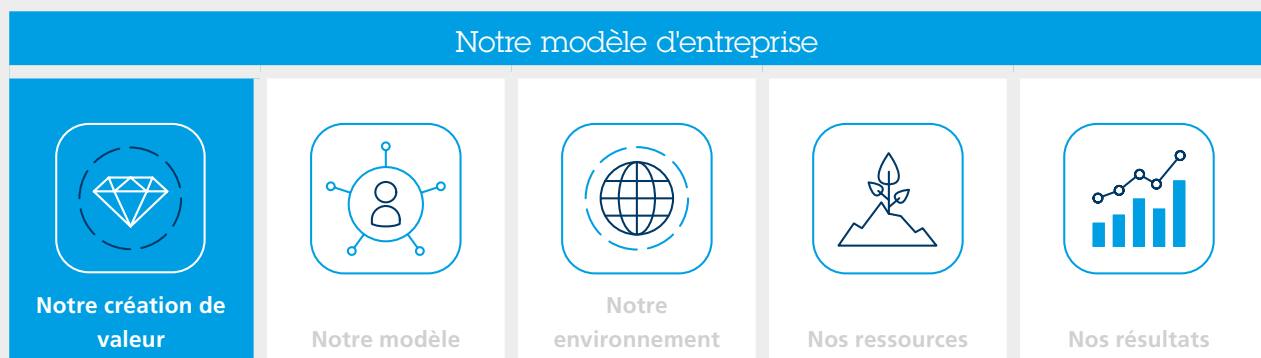 Notre modèle d'entreprise
Notre création de
valeur
Notre modèle
Notre
environnement
Nos ressources
Nos résultats